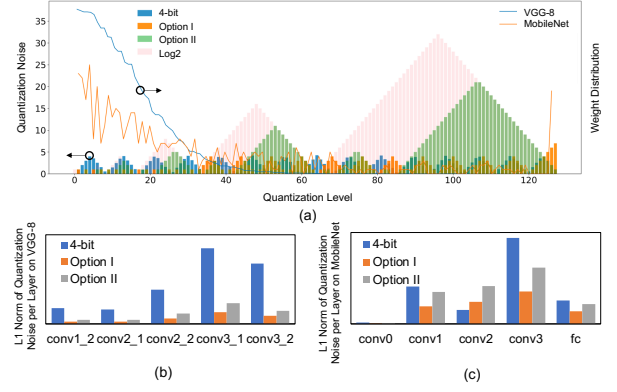 4-bit
Option I
Option II
Log2
VGG-8
MobileNet
Quantization Noise
35
30
25
20
15
10
5
0
Weight Distribution
0 20 40 60 80 100 120
Quantization Level
(a)
L1 Norm of Quantization
Noise per Layer on VGG-8
4-bit
Option I
Option II
conv1_2 conv2_1 conv2_2 conv3_1 conv3_2
(b)
L1 Norm of Quantization
Noise per Layer on MobileNet
4-bit
Option I
Option II
conv0 conv1 conv2 conv3 fc
(c)